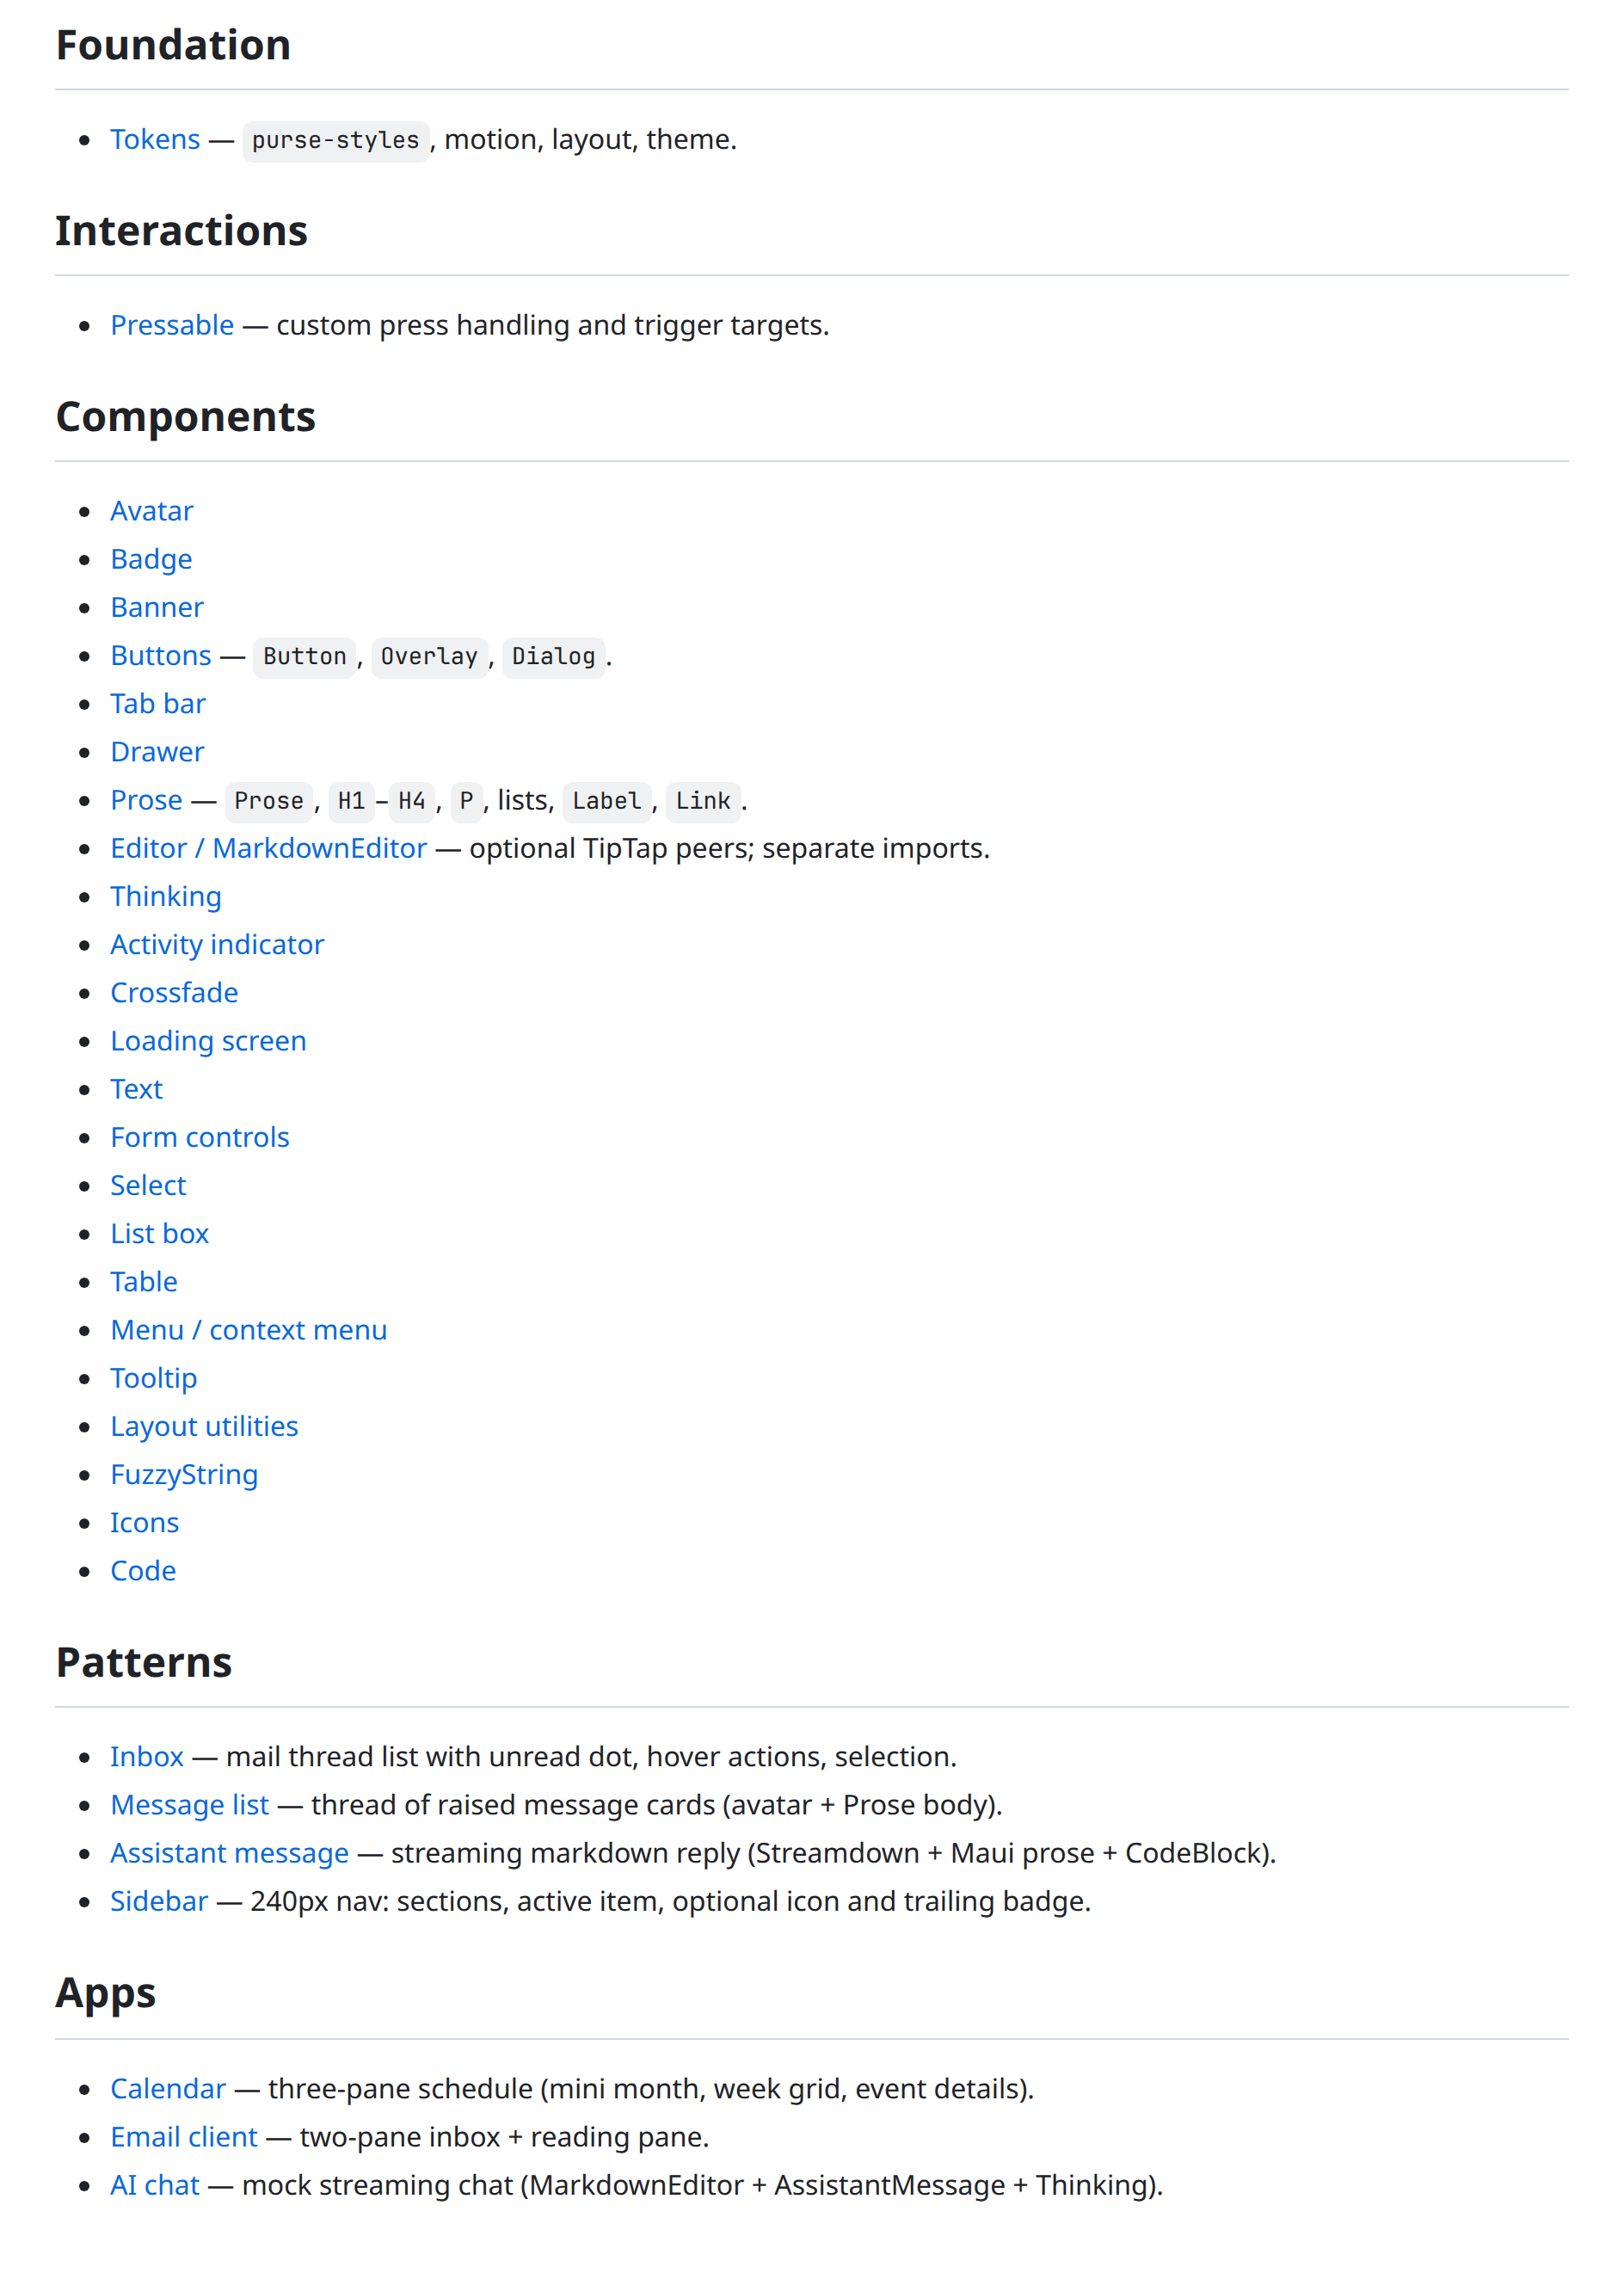 Foundation
Tokens — purse-styles, motion, layout, theme.
Interactions
Pressable — custom press handling and trigger targets.
Components
Avatar
Badge
Banner
Buttons — Button, Overlay, Dialog.
Tab bar
Drawer
Prose — Prose, H1–H4, P, lists, Label, Link.
Editor / MarkdownEditor — optional TipTap peers; separate imports.
Thinking
Activity indicator
Crossfade
Loading screen
Text
Form controls
Select
List box
Table
Menu / context menu
Tooltip
Layout utilities
FuzzyString
Icons
Code
Patterns
Inbox — mail thread list with unread dot, hover actions, selection.
Message list — thread of raised message cards (avatar + Prose body).
Assistant message — streaming markdown reply (Streamdown + Maui prose + CodeBlock).
Sidebar — 240px nav: sections, active item, optional icon and trailing badge.
Apps
Calendar — three-pane schedule (mini month, week grid, event details).
Email client — two-pane inbox + reading pane.
AI chat — mock streaming chat (MarkdownEditor + AssistantMessage + Thinking).